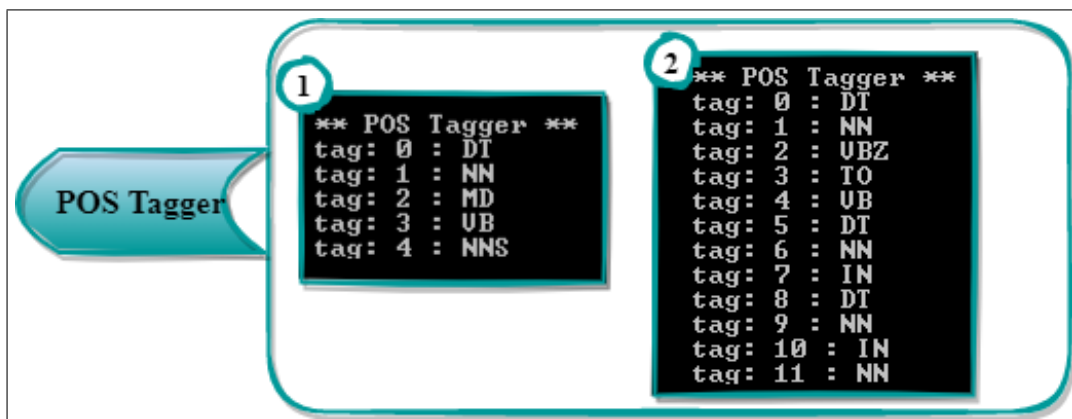 POS Tagger
1
** POS Tagger **
tag: 0 : DT
tag: 1 : NN
tag: 2 : MD
tag: 3 : VB
tag: 4 : NNS
2
** POS Tagger **
tag: 0 : DT
tag: 1 : NN
tag: 2 : VBZ
tag: 3 : TO
tag: 4 : VB
tag: 5 : DT
tag: 6 : NN
tag: 7 : IN
tag: 8 : DT
tag: 9 : NN
tag: 10 : IN
tag: 11 : NN